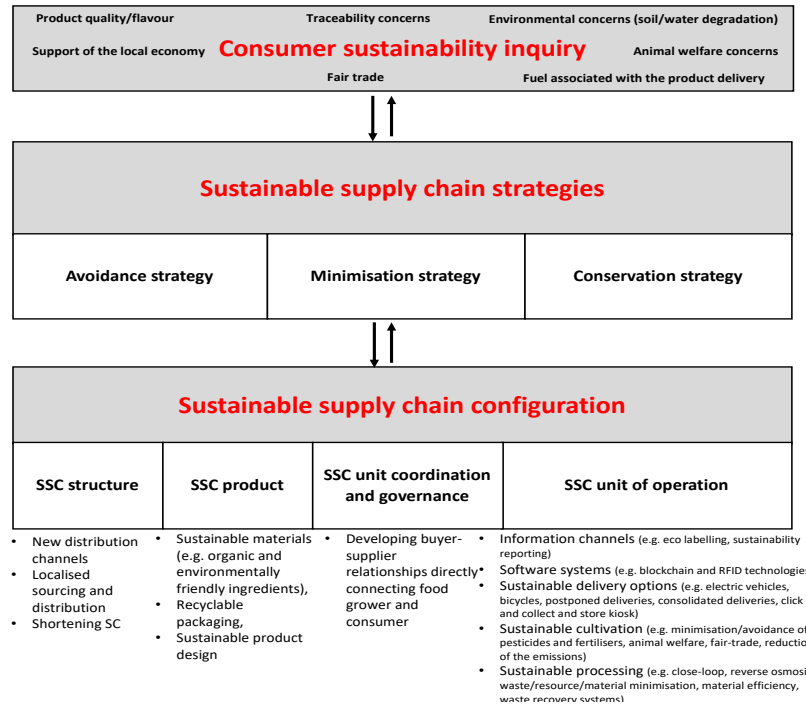 Product quality/flavour
Traceability concerns
Environmental concerns (soil/water degradation)
Support of the local economy
Consumer sustainability inquiry
Animal welfare concerns
Fair trade
Fuel associated with the product delivery
Sustainable supply chain strategies
Avoidance strategy
Minimisation strategy
Conservation strategy
Sustainable supply chain configuration
SSC structure
SSC product
SSC unit coordination
and governance
SSC unit of operation
• New distribution
channels
• Localised
sourcing and
distribution
• Shortening SC
• Sustainable materials
(e.g. organic and
environmentally
friendly ingredients),
• Recyclable
packaging,
• Sustainable product
design
• Developing buyer-
supplier
relationships directly
connecting food
grower and
consumer
• Information channels (e.g. eco labelling, sustainability
reporting)
• Software systems (e.g. blockchain and RFID technologies
• Sustainable delivery options (e.g. electric vehicles,
bicycles, postponed deliveries, consolidated deliveries, click
and collect and store kiosk)
• Sustainable cultivation (e.g. minimisation/avoidance of
pesticides and fertilisers, animal welfare, fair-trade, reduction
of the emissions)
• Sustainable processing (e.g. close-loop, reverse osmosi
waste/resource/material minimisation, material efficiency,
waste recovery systems)